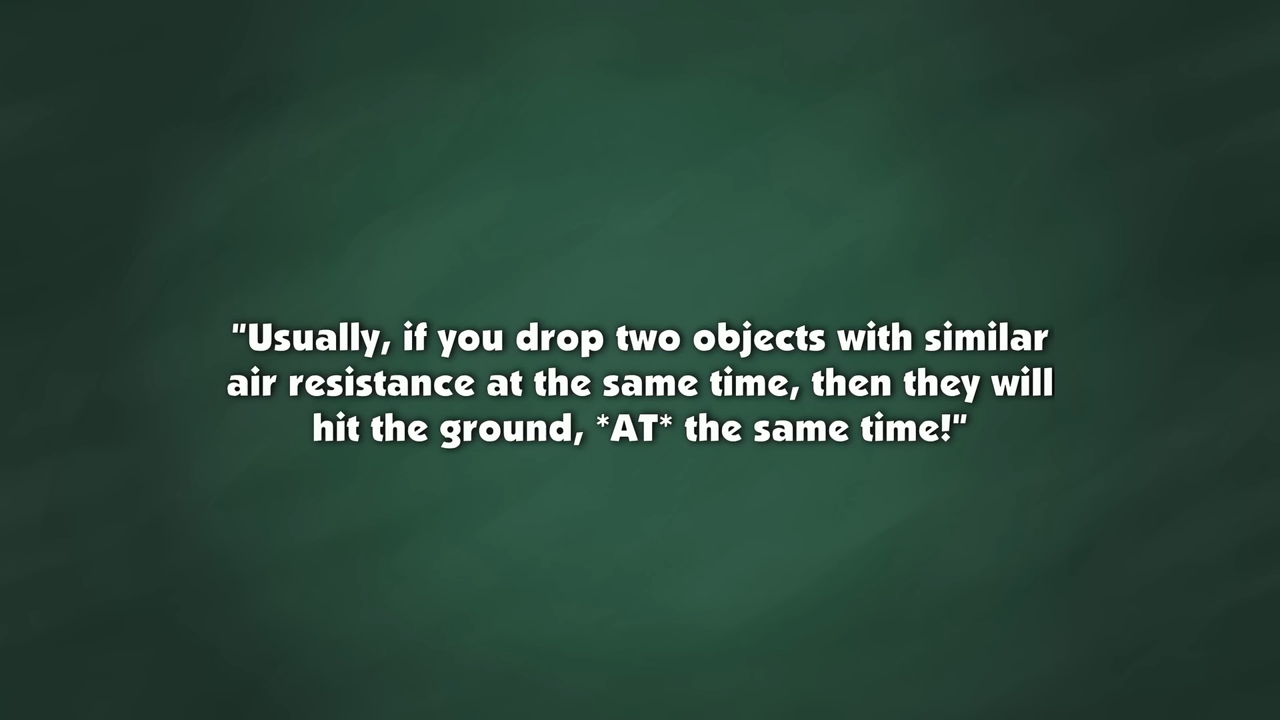 "Usually, if you drop two objects with similar
air resistance at the same time, then they will
hit the ground, *AT* the same time!"